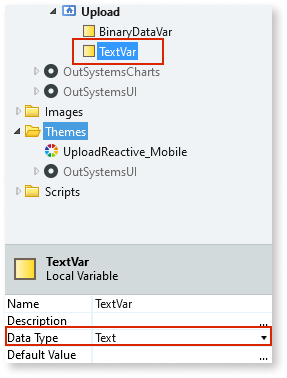 Upload
BinaryDataVar
TextVar
OutSystemsCharts
OutSystemsUI
Images
Themes
UploadReactive_Mobile
OutSystemsUI
Scripts
TextVar
Local Variable
Name TextVar
Description ...
Data Type Text
Default Value ...